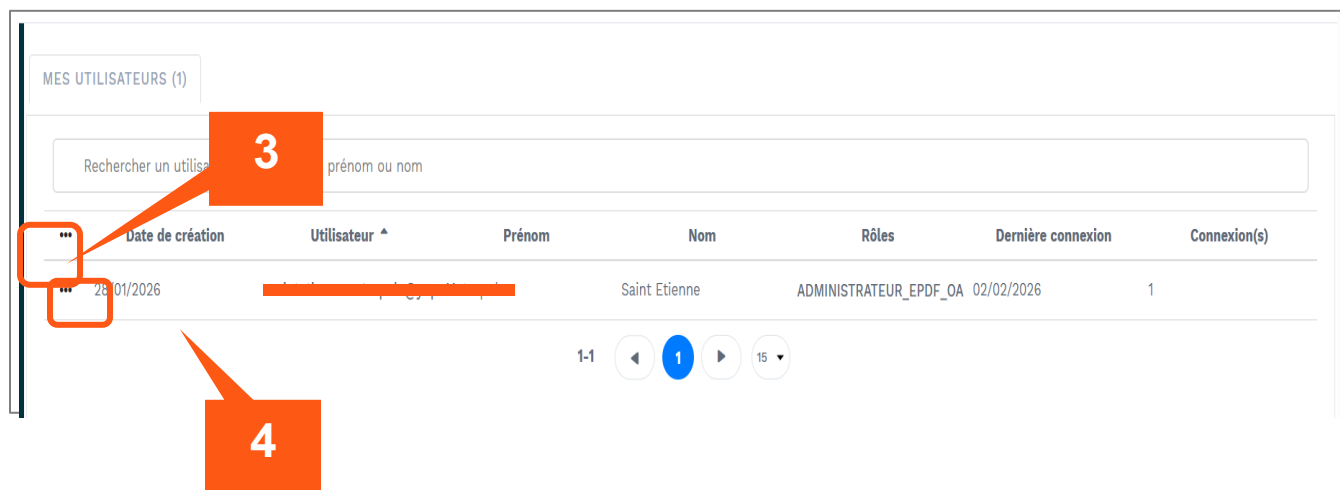 MES UTILISATEURS (1)
3
Rechercher un utilisa prénom ou nom
••• Date de création Utilisateur Prénom Nom Rôles Dernière connexion Connexion(s)
••• 28/01/2026 Saint Etienne ADMINISTRATEUR_EPDF_OA 02/02/2026 1
1-1 1 15
4